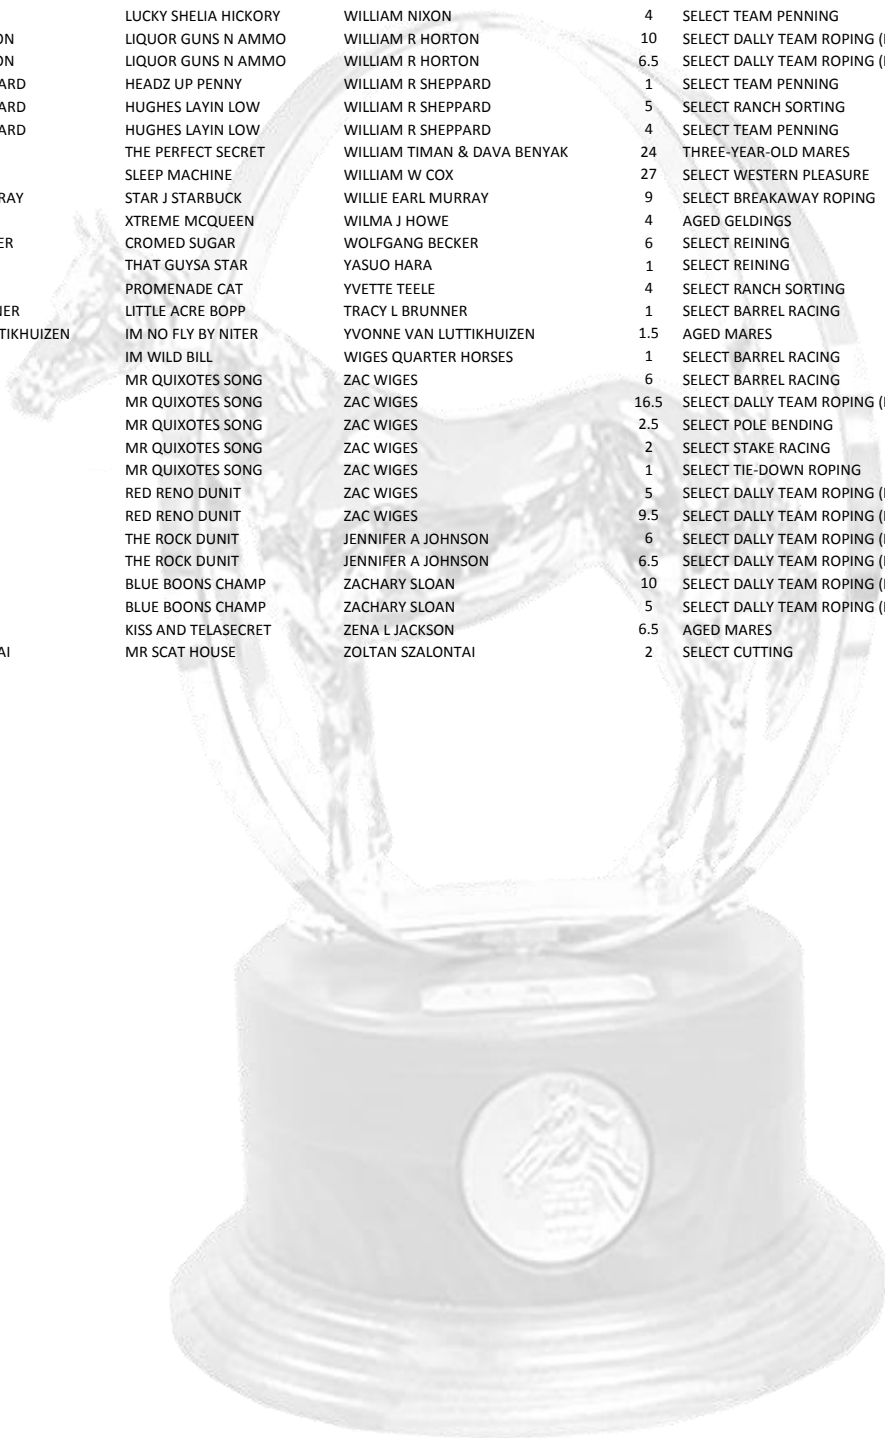 LUCKY SHELIA HICKORY WILLIAM NIXON 4 SELECT TEAM PENNING
ON LIQUOR GUNS N AMMO WILLIAM R HORTON 10 SELECT DALLY TEAM ROPING (
ON LIQUOR GUNS N AMMO WILLIAM R HORTON 6.5 SELECT DALLY TEAM ROPING (
ARD HEADZ UP PENNY WILLIAM R SHEPPARD 1 SELECT TEAM PENNING
ARD HUGHES LAYIN LOW WILLIAM R SHEPPARD 5 SELECT RANCH SORTING
ARD HUGHES LAYIN LOW WILLIAM R SHEPPARD 4 SELECT TEAM PENNING
THE PERFECT SECRET WILLIAM TIMAN & DAVA BENYAK 24 THREE-YEAR-OLD MARES
SLEEP MACHINE WILLIAM W COX 27 SELECT WESTERN PLEASURE
RAY STAR J STARBUCK WILLIE EARL MURRAY 9 SELECT BREAKAWAY ROPING
XTREME MCQUEEN WILMA J HOWE 4 AGED GELDINGS
ER CROMED SUGAR WOLFGANG BECKER 6 SELECT REINING
THAT GUYSA STAR YASUO HARA 1 SELECT REINING
PROMENADE CAT YVETTE TEELE 4 SELECT RANCH SORTING
NER LITTLE ACRE BOPP TRACY L BRUNNER 1 SELECT BARREL RACING
TIKHUIZEN IM NO FLY BY NITER YVONNE VAN LUTTIKHUIZEN 1.5 AGED MARES
IM WILD BILL WIGES QUARTER HORSES 1 SELECT BARREL RACING
MR QUIXOTES SONG ZAC WIGES 6 SELECT BARREL RACING
MR QUIXOTES SONG ZAC WIGES 16.5 SELECT DALLY TEAM ROPING (
MR QUIXOTES SONG ZAC WIGES 2.5 SELECT POLE BENDING
MR QUIXOTES SONG ZAC WIGES 2 SELECT STAKE RACING
MR QUIXOTES SONG ZAC WIGES 1 SELECT TIE-DOWN ROPING
RED RENO DUNIT ZAC WIGES 5 SELECT DALLY TEAM ROPING (
RED RENO DUNIT ZAC WIGES 9.5 SELECT DALLY TEAM ROPING (
THE ROCK DUNIT JENNIFER A JOHNSON 6 SELECT DALLY TEAM ROPING (
THE ROCK DUNIT JENNIFER A JOHNSON 6.5 SELECT DALLY TEAM ROPING (
BLUE BOONS CHAMP ZACHARY SLOAN 10 SELECT DALLY TEAM ROPING (
BLUE BOONS CHAMP ZACHARY SLOAN 5 SELECT DALLY TEAM ROPING (
KISS AND TELASECRET ZENA L JACKSON 6.5 AGED MARES
AI MR SCAT HOUSE ZOLTAN SZALONTAI 2 SELECT CUTTING